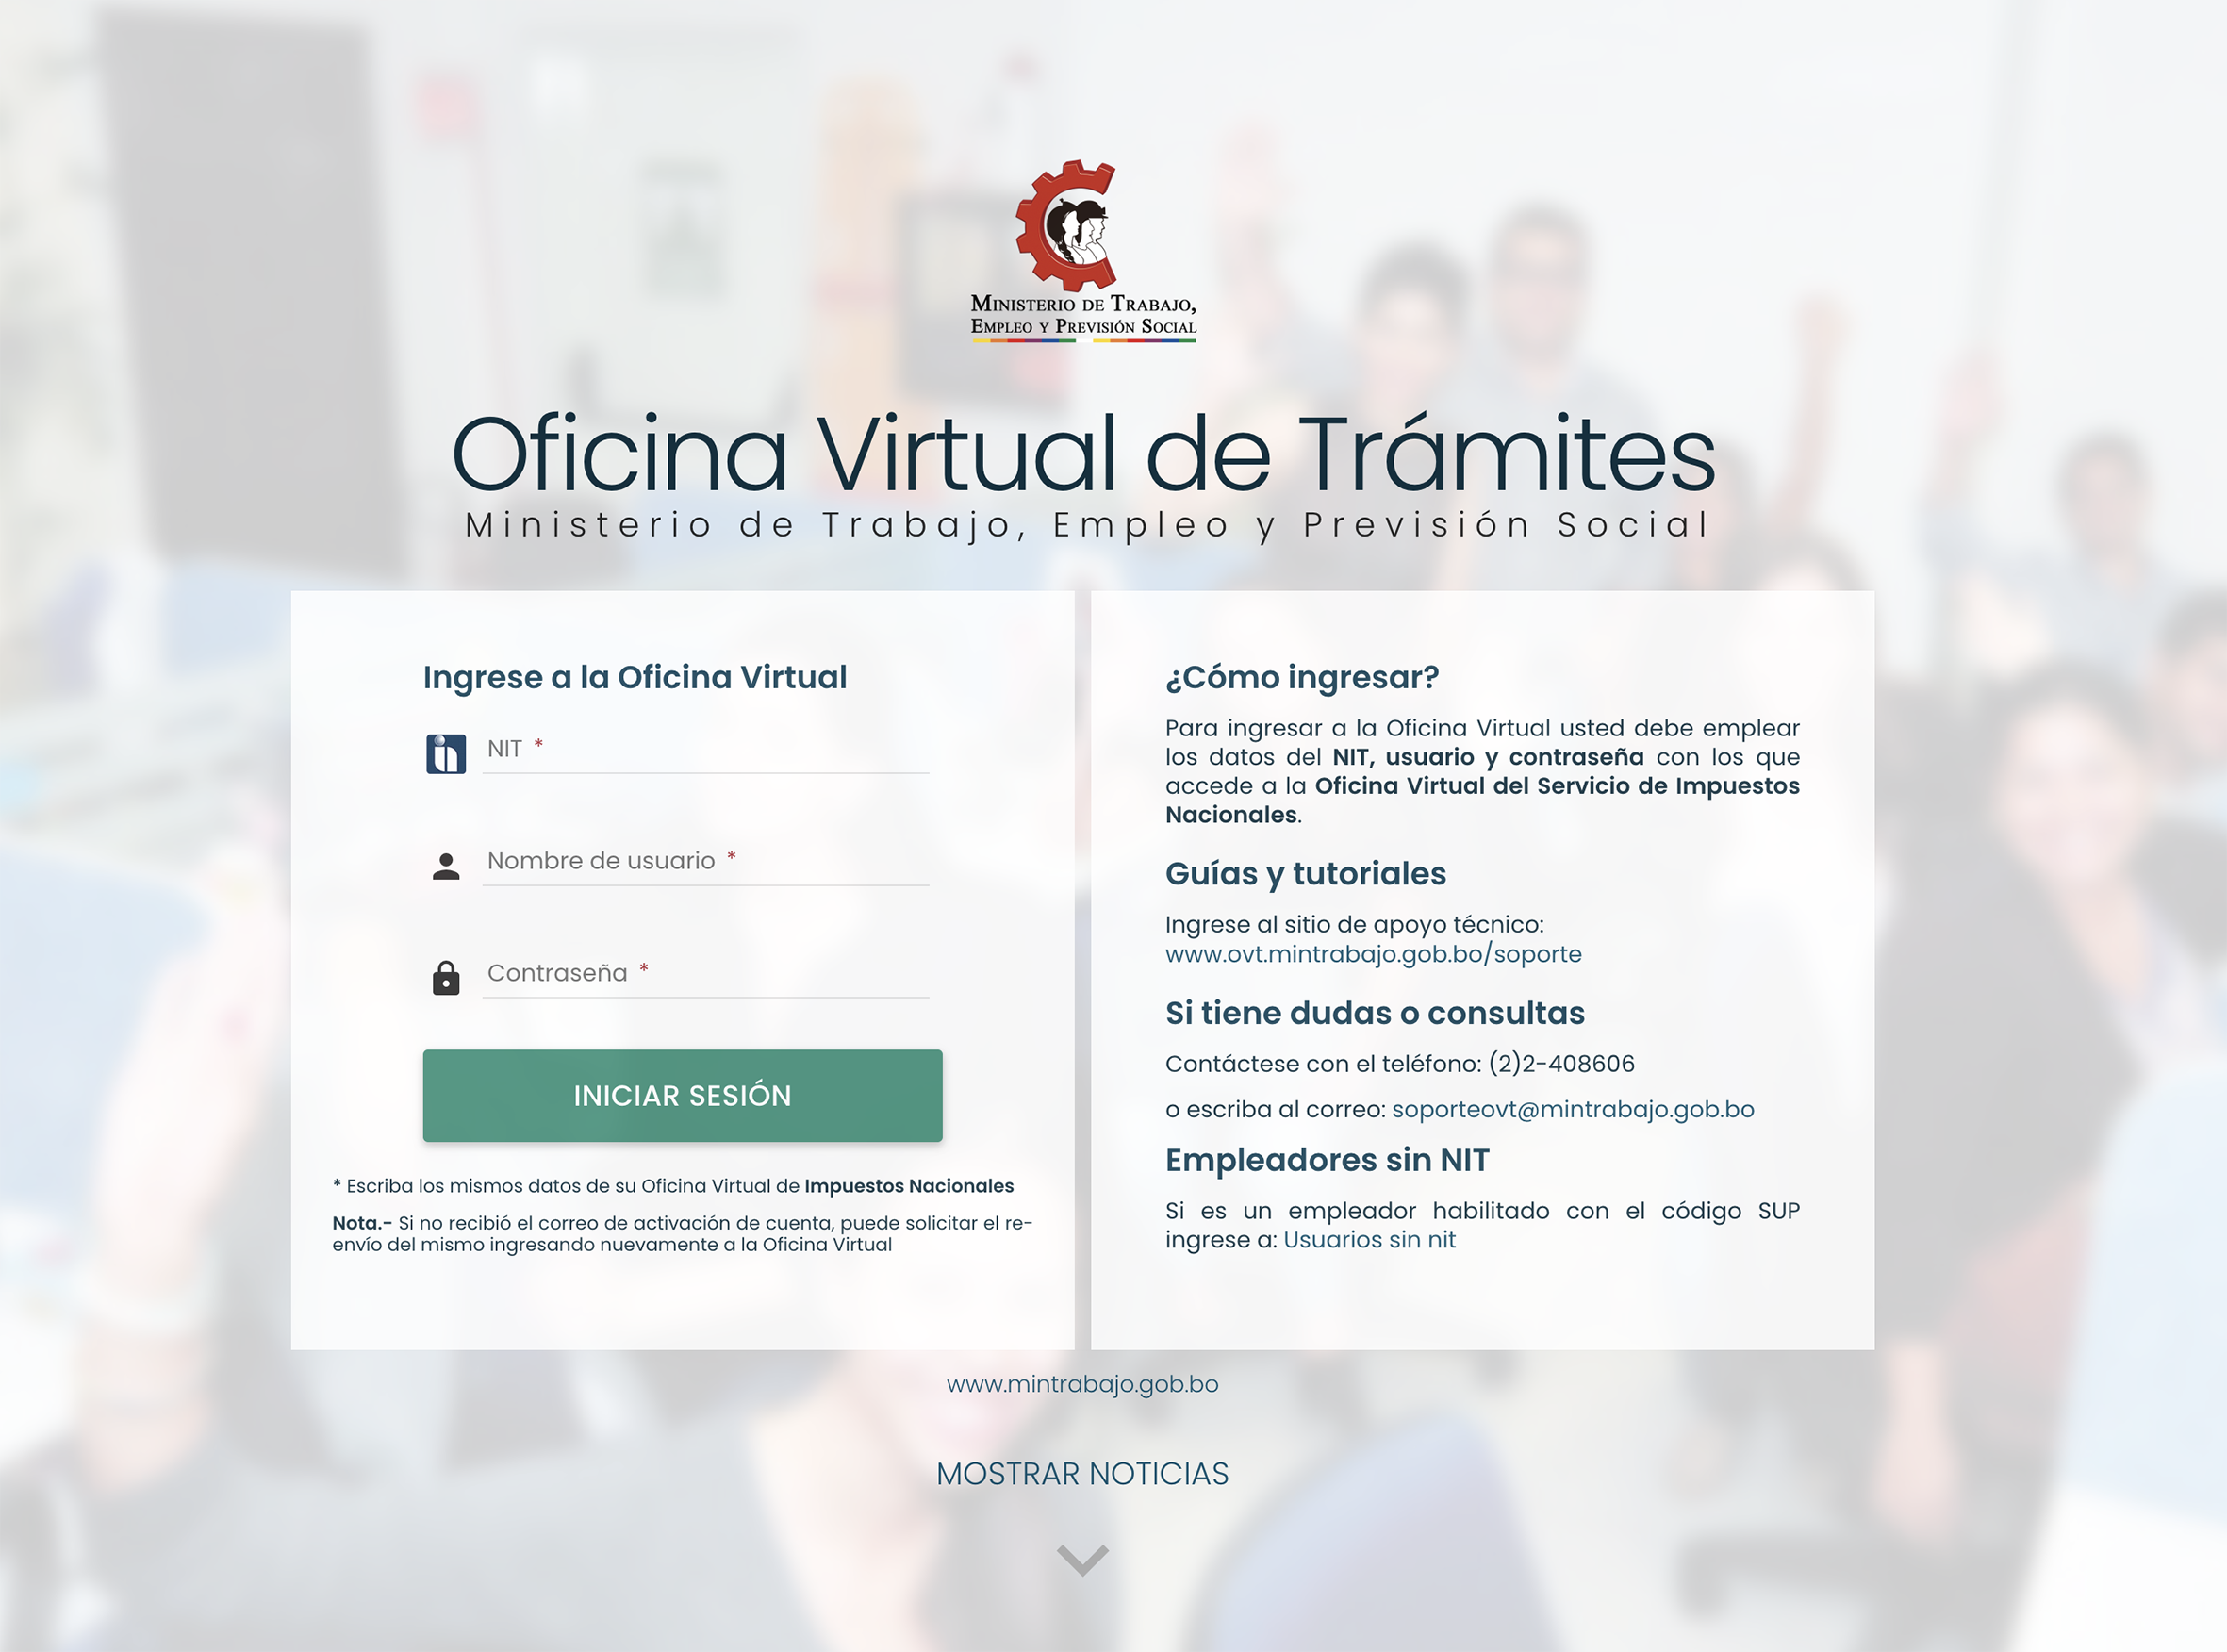 MINISTERIO DE TRABAJO,
EMPLEO Y PREVISIÓN SOCIAL
Oficina Virtual de Trámites
Ministerio de Trabajo, Empleo y Previsión Social
Ingrese a la Oficina Virtual
NIT *
Nombre de usuario *
Contraseña *
INICIAR SESIÓN
* Escriba los mismos datos de su Oficina Virtual de Impuestos Nacionales
Nota.- Si no recibió el correo de activación de cuenta, puede solicitar el re-
envío del mismo ingresando nuevamente a la Oficina Virtual
¿Cómo ingresar?
Para ingresar a la Oficina Virtual usted debe emplear
los datos del NIT, usuario y contraseña con los que
accede a la Oficina Virtual del Servicio de Impuestos
Nacionales.
Guías y tutoriales
Ingrese al sitio de apoyo técnico:
www.ovt.mintrabajo.gob.bo/soporte
Si tiene dudas o consultas
Contáctese con el teléfono: (2)2-408606
o escriba al correo: soporteovt@mintrabajo.gob.bo
Empleadores sin NIT
Si es un empleador habilitado con el código SUP
ingrese a: Usuarios sin nit
www.mintrabajo.gob.bo
MOSTRAR NOTICIAS